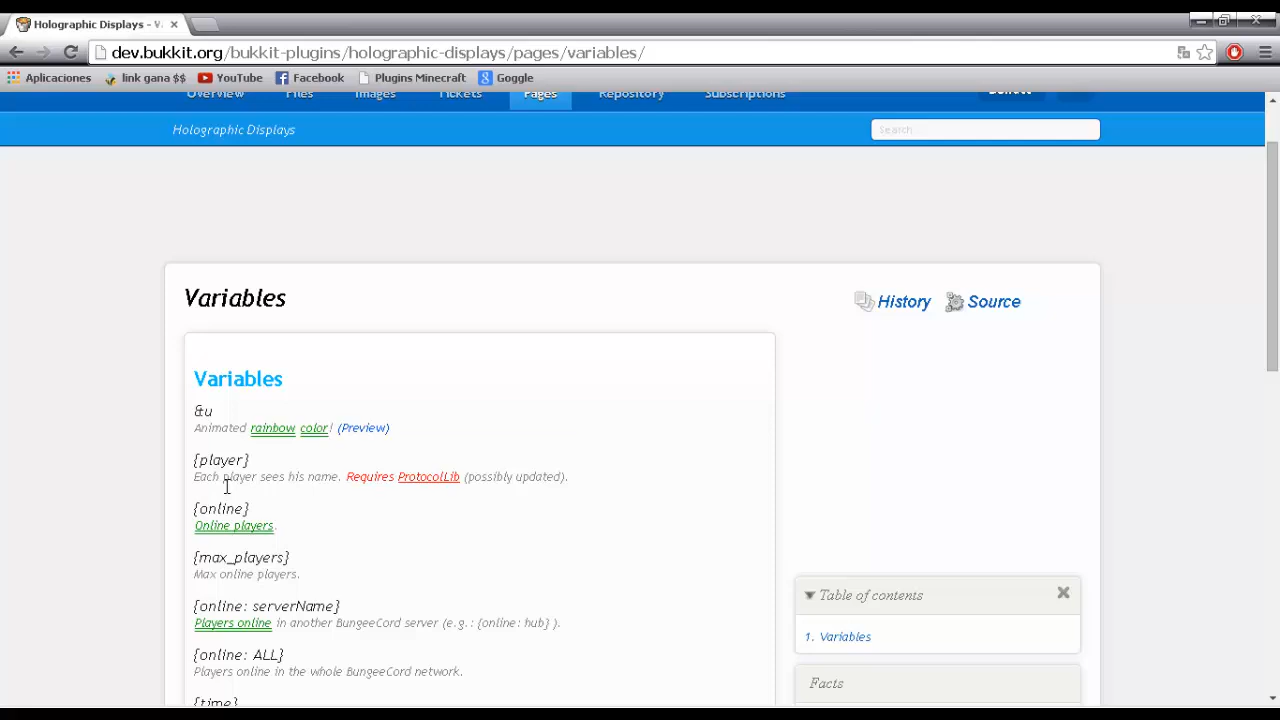 Holographic Displays - V.
dev.bukkit.org/bukkit-plugins/holographic-displays/pages/variables/
Aplicaciones link gana $$ YouTube Facebook Plugins Minecraft Goggle
Overview Files Images Tickets Pages Repository Subscriptions
Holographic Displays
Search
Variables
History Source
Variables
&u
Animated rainbow color! (Preview)
{player}
Each player sees his name. Requires ProtocolLib (possibly updated).
{online}
Online players.
{max_players}
Max online players.
{online: serverName}
Players online in another BungeeCord server (e.g.: {online: hub} ).
{online: ALL}
Players online in the whole BungeeCord network.
{time}
Table of contents
1. Variables
Facts